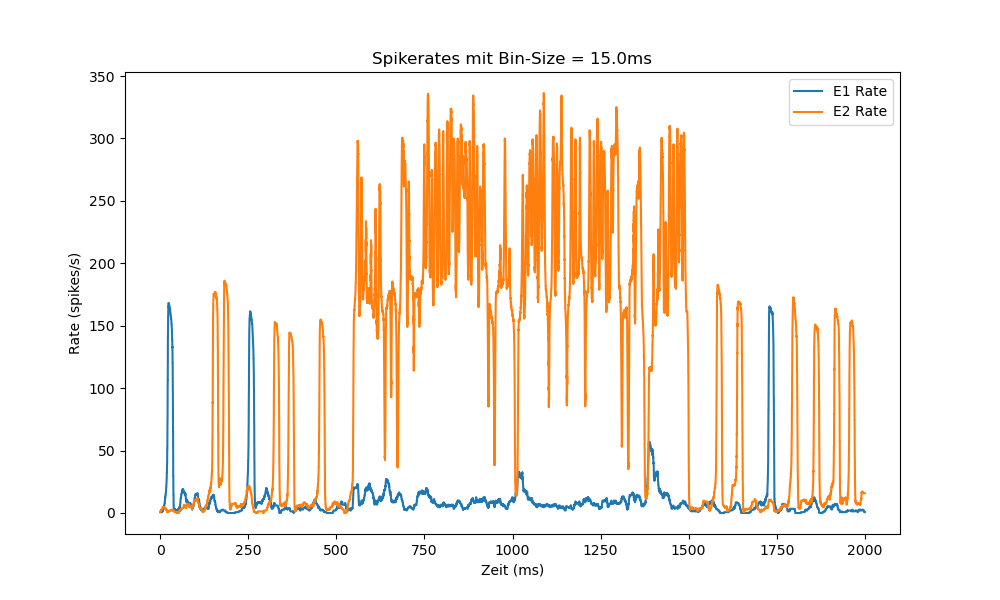 Spikerates mit Bin-Size = 15.0ms
E1 Rate
E2 Rate
350
300
250
200
150
100
50
0
Rate (spikes/s)
0 250 500 750 1000 1250 1500 1750 2000
Zeit (ms)